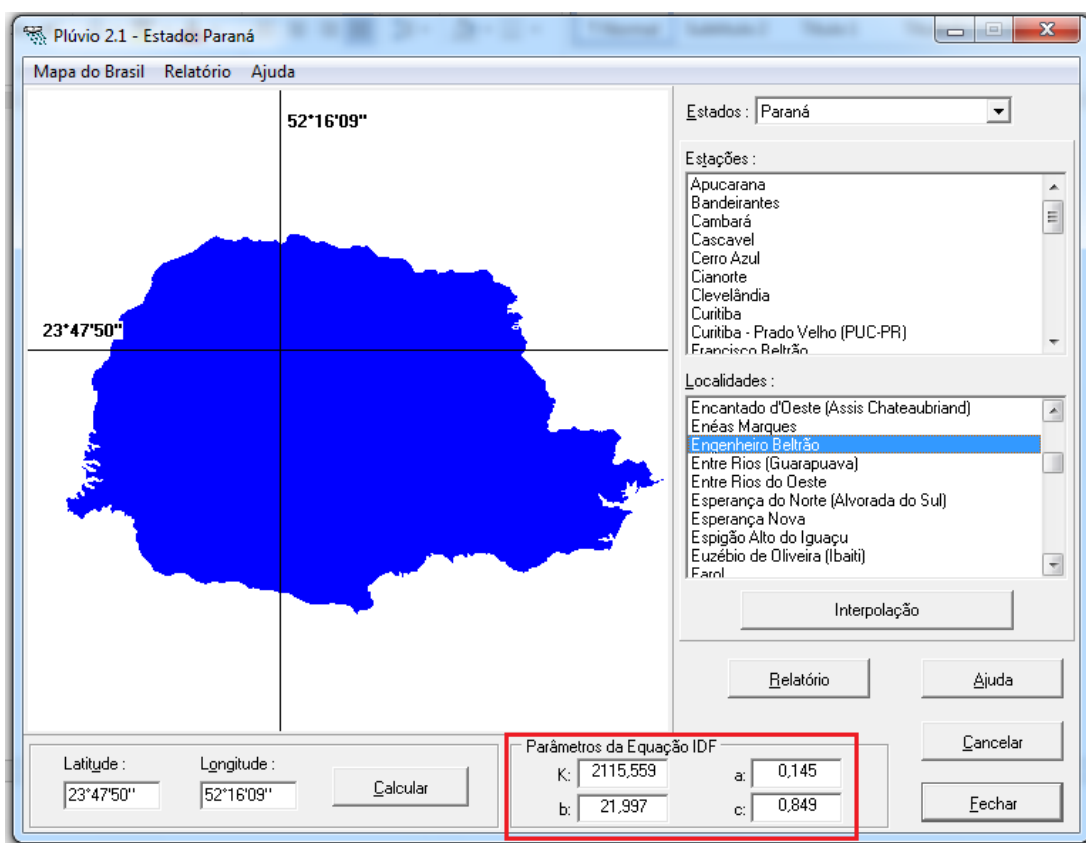 Plúvio 2.1 - Estado: Paraná
Mapa do Brasil Relatório Ajuda
52°16'09''
23°47'50''
Estados : Paraná
Estações :
Apucarana
Bandeirantes
Cambará
Cascavel
Cerro Azul
Cianorte
Clevelândia
Curitiba
Curitiba - Prado Velho (PUC-PR)
Francisco Beltrão
Localidades :
Encantado d'Oeste (Assis Chateaubriand)
Enéas Marques
Engenheiro Beltrão
Entre Rios (Guarapuava)
Entre Rios do Oeste
Esperança do Norte (Alvorada do Sul)
Esperança Nova
Espigão Alto do Iguaçu
Euzébio de Oliveira (Ibaiti)
Farol
Interpolação
Relatório Ajuda
Cancelar
Fechar
Latitude : Longitude :
23°47'50'' 52°16'09'' Calcular
Parâmetros da Equação IDF
K: 2115,559 a: 0,145
b: 21,997 c: 0,849